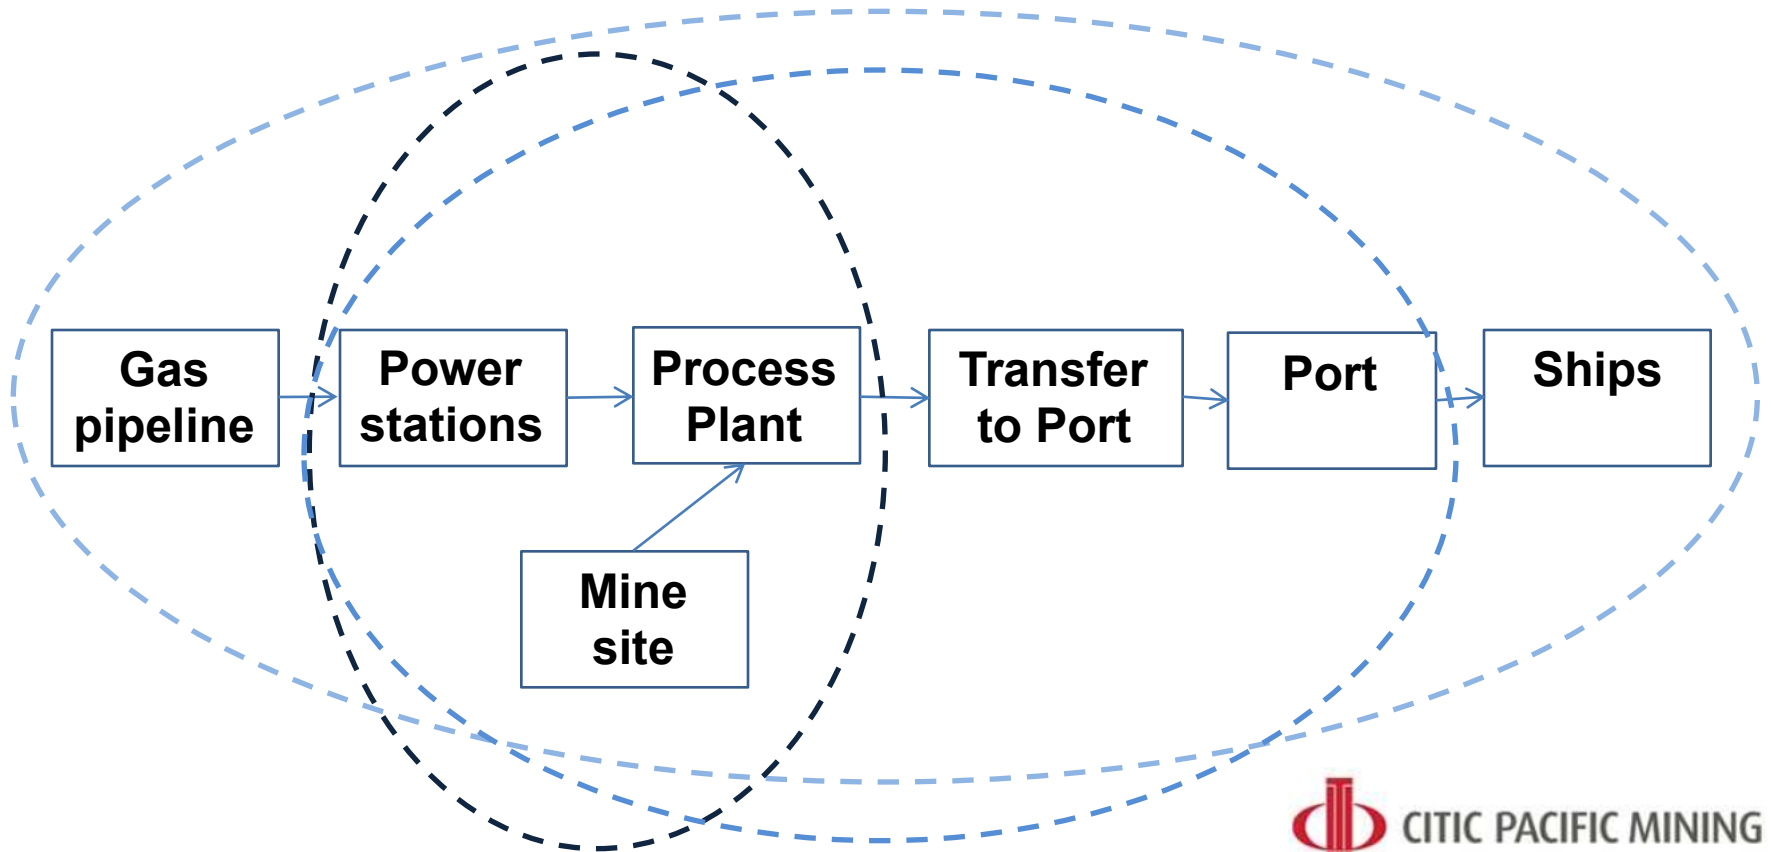 Gas
pipeline
Power
stations
Process
Plant
Transfer
to Port
Port
Ships
Mine
site
CITIC PACIFIC MINING